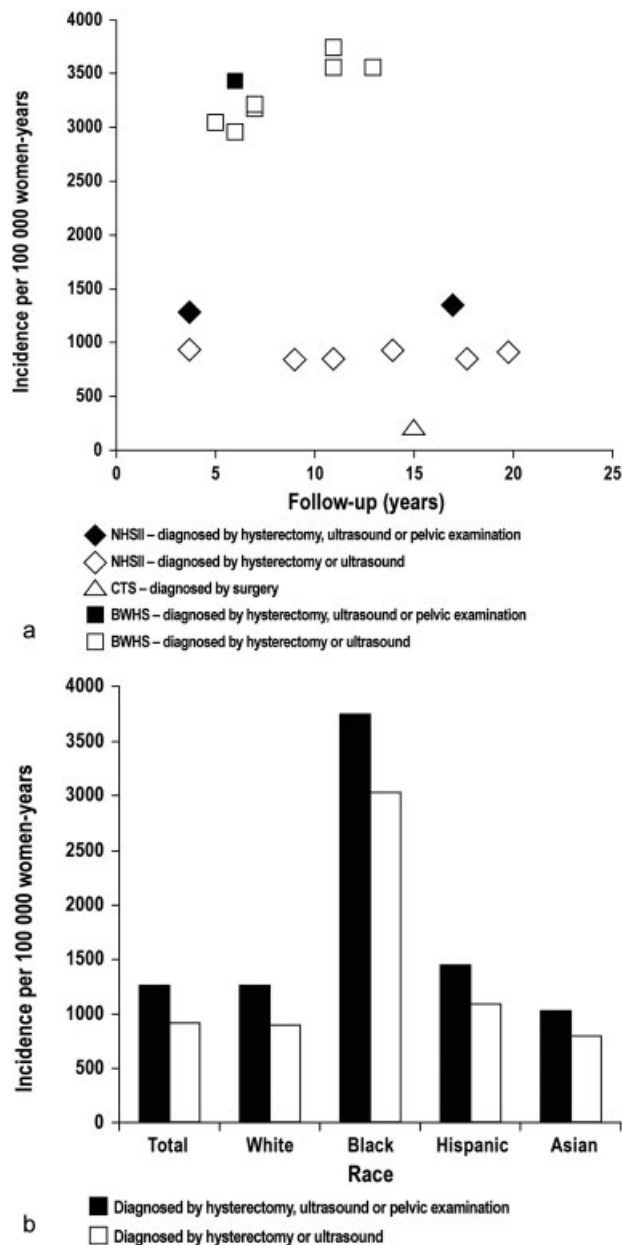 4000
3500
3000
2500
2000
1500
1000
500
0
Incidence per 100 000 women-years
0 5 10 15 20 25
Follow-up (years)
NHSII – diagnosed by hysterectomy, ultrasound or pelvic examination
NHSII – diagnosed by hysterectomy or ultrasound
CTS – diagnosed by surgery
BWHS – diagnosed by hysterectomy, ultrasound or pelvic examination
a
BWHS – diagnosed by hysterectomy or ultrasound
4000
3500
3000
2500
2000
1500
1000
500
0
Incidence per 100 000 women-years
Total White Black Hispanic Asian
Race
Diagnosed by hysterectomy, ultrasound or pelvic examination
b
Diagnosed by hysterectomy or ultrasound